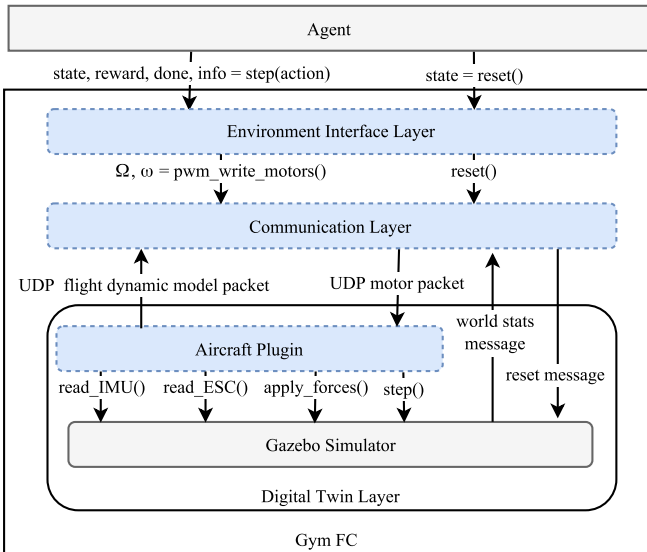 Agent
state, reward, done, info = step(action)
state = reset()
Environment Interface Layer
Ω, ω = pwm_write_motors()
reset()
Communication Layer
UDP flight dynamic model packet
UDP motor packet
world stats
message
reset message
Aircraft Plugin
read_IMU()
read_ESC()
apply_forces()
step()
Gazebo Simulator
Digital Twin Layer
Gym FC